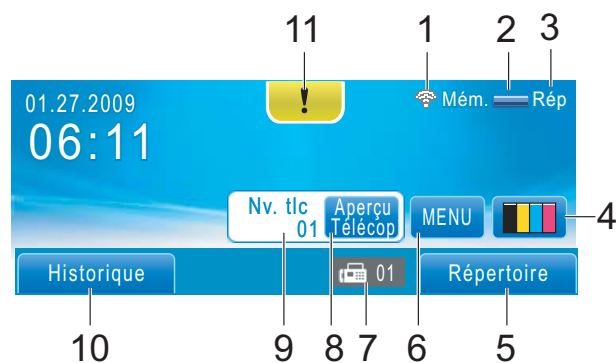 11 1 2 3
01.27.2009 ! Mém. Rép
06:11
Nv. tlc Aperçu MENU 4
01 Télécop
Historique 01 Répertoire
10 9 8 7 6 5